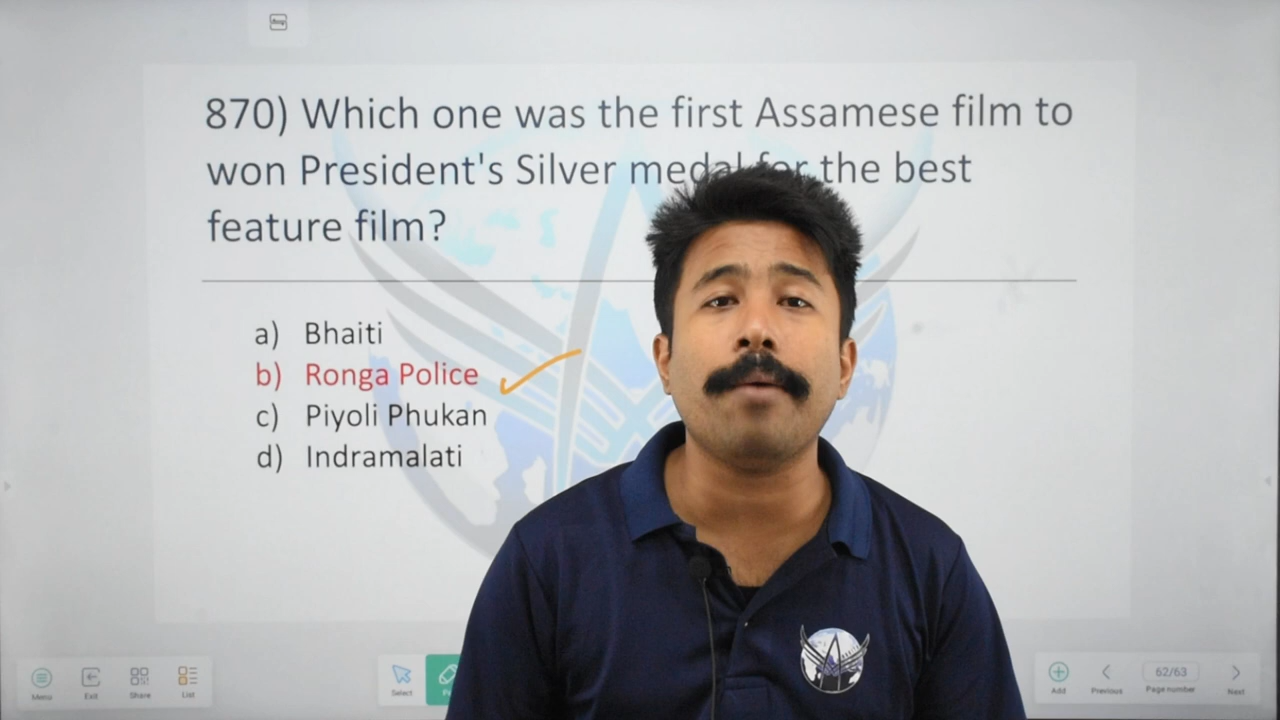 870) Which one was the first Assamese film to
won President's Silver medal for the best
feature film?
a) Bhaiti
b) Ronga Police
c) Piyoli Phukan
d) Indramalati
Menu
Exit
Share
List
Select
Add
Previous
62/63
Page number
Next